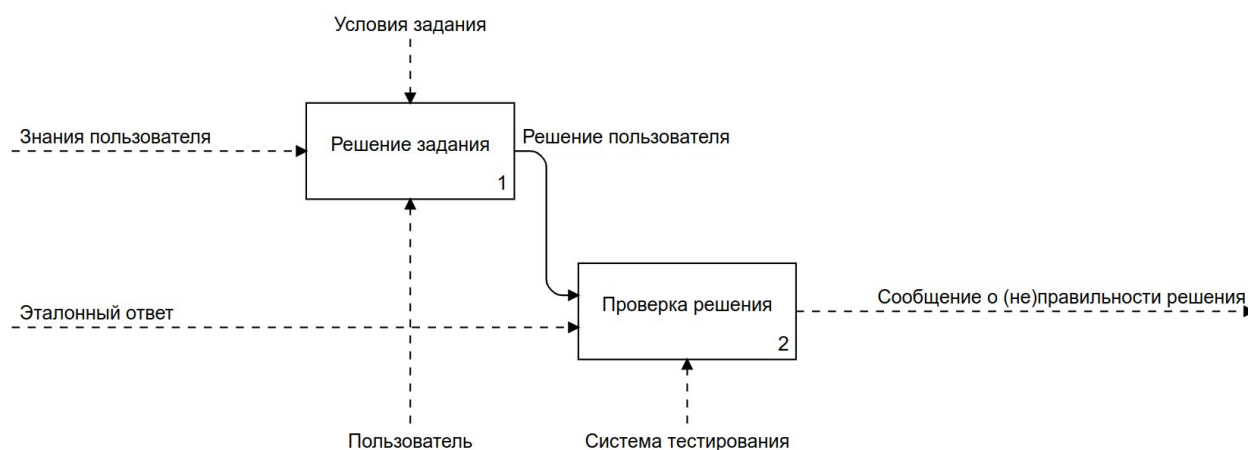 Условия задания
Знания пользователя
Решение задания
1
Решение пользователя
Эталонный ответ
Проверка решения
2
Сообщение о (не)правильности решения
Пользователь
Система тестирования